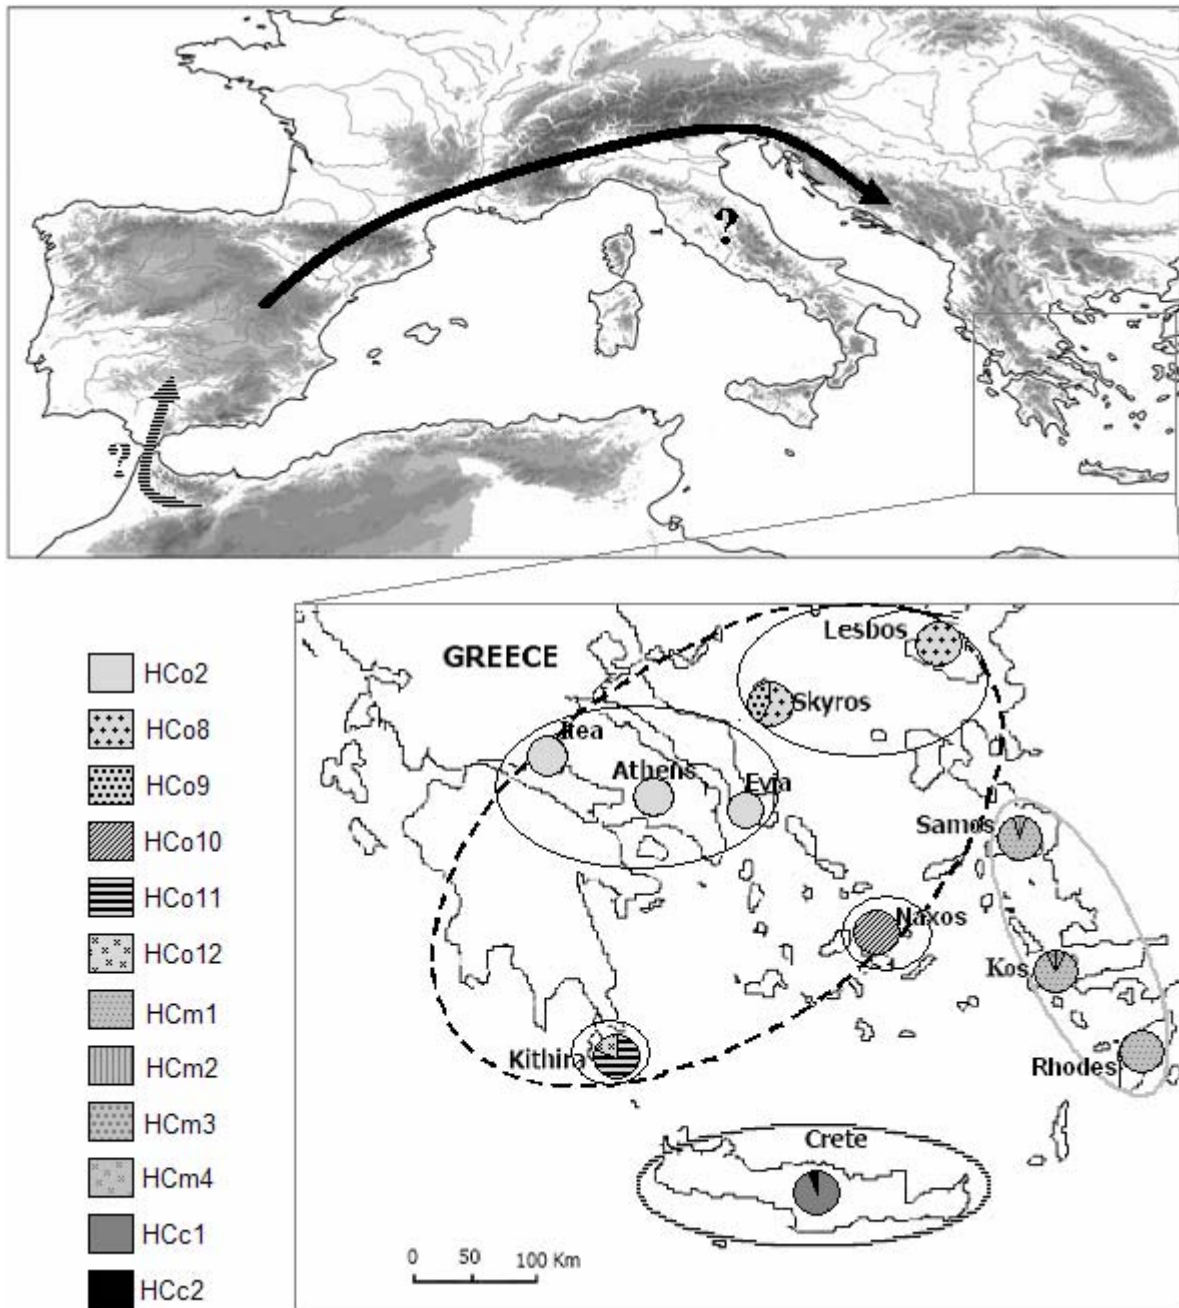 ?
?
GREECE
Lesbos
Skyros
Itea
Athens
Evia
Samos
Naxos
Kos
Kithira
Rhodes
Crete
0 50 100 Km
HCo2
HCo8
HCo9
HCo10
HCo11
HCo12
HCm1
HCm2
HCm3
HCm4
HCc1
HCc2